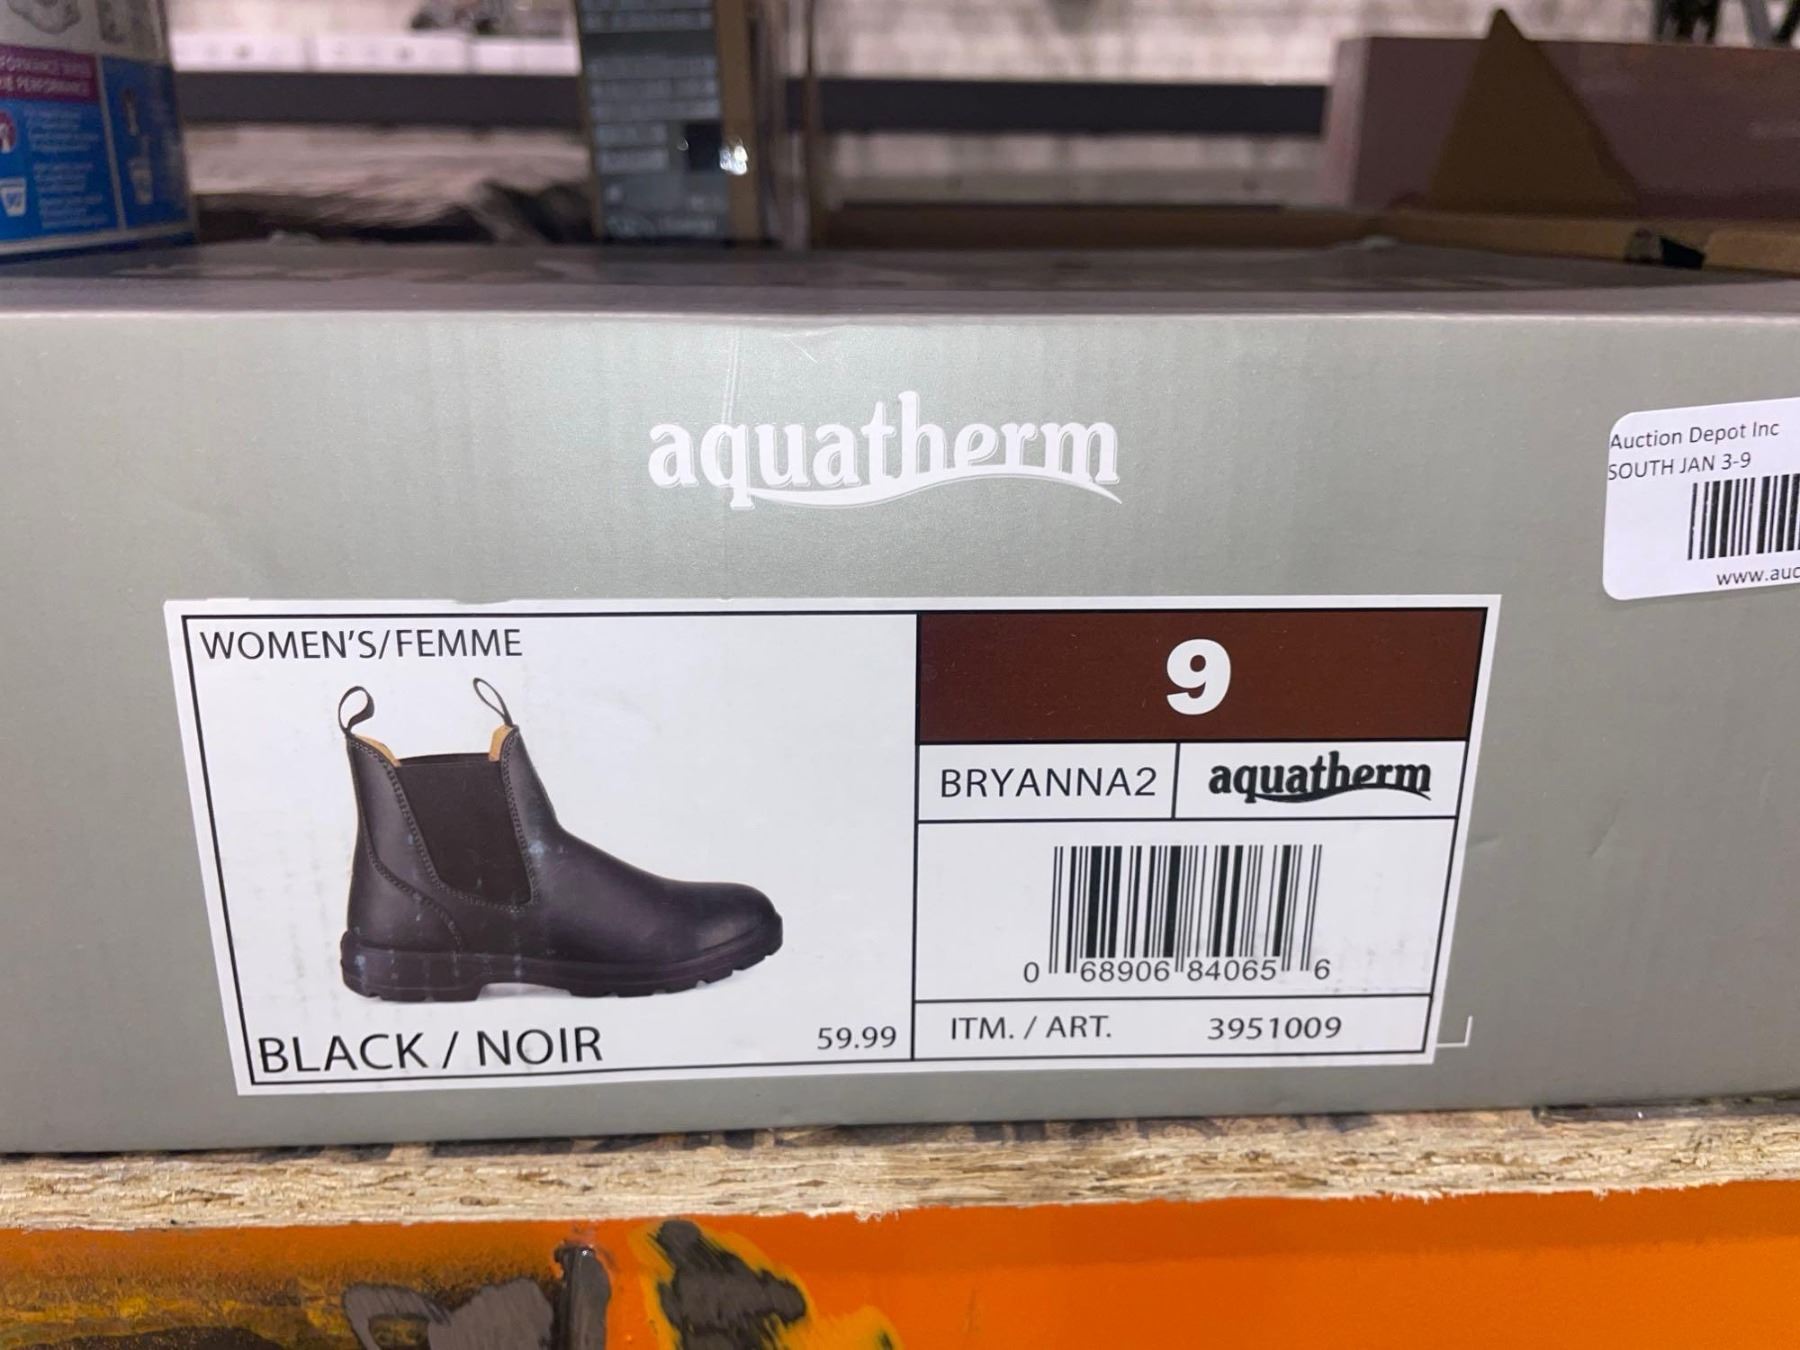 aquatherm
Auction Depot Inc
SOUTH JAN 3-9
www.auc
WOMEN'S/FEMME
9
BRYANNA2
aquatherm
0 68906 84065 6
BLACK / NOIR
59.99
ITM. / ART.
3951009